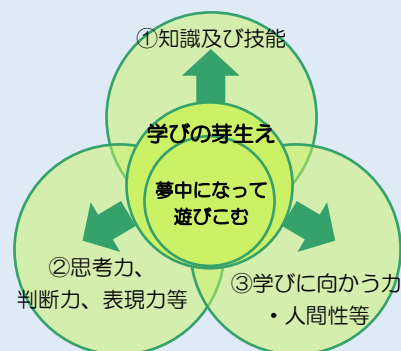 ①知識及び技能
学びの芽生え
夢中になって
遊びこむ
②思考力、
判断力、表現力等
③学びに向かう力
・人間性等